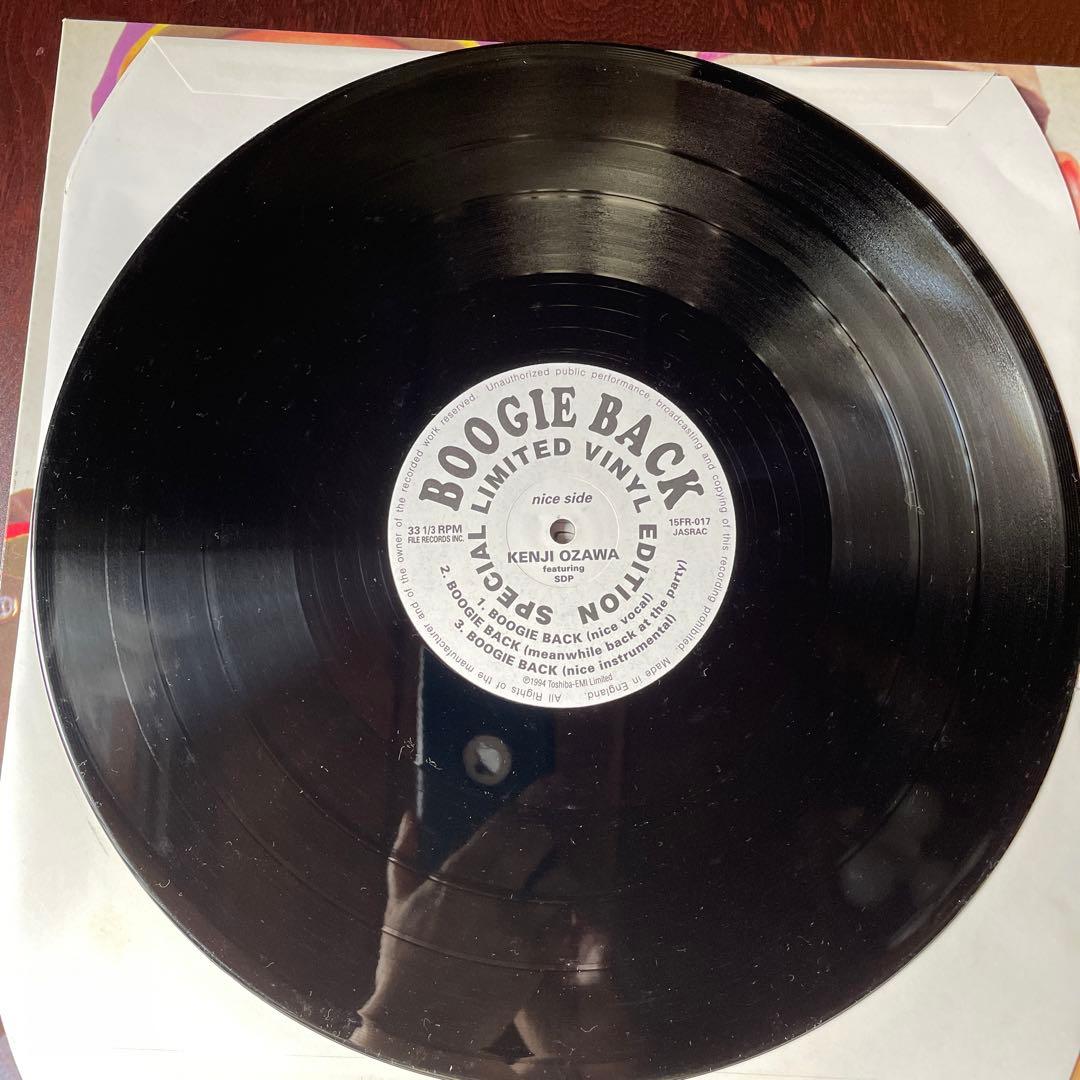 BOOGIE BACK
SPECIAL LIMITED VINYL EDITION
nice side
33 1/3 RPM
FILE RECORDS INC.
15FR-017
JASRAC
KENJI OZAWA
featuring
SDP
1. BOOGIE BACK (nice vocal)
2. BOOGIE BACK (meanwhile back at the party)
3. BOOGIE BACK (nice instrumental)
℗1994 Toshiba-EMI Limited
All Rights of the manufacturer and of the owner of the recorded work reserved. Unauthorized public performance, broadcasting and copying of this recording prohibited. Made in England.